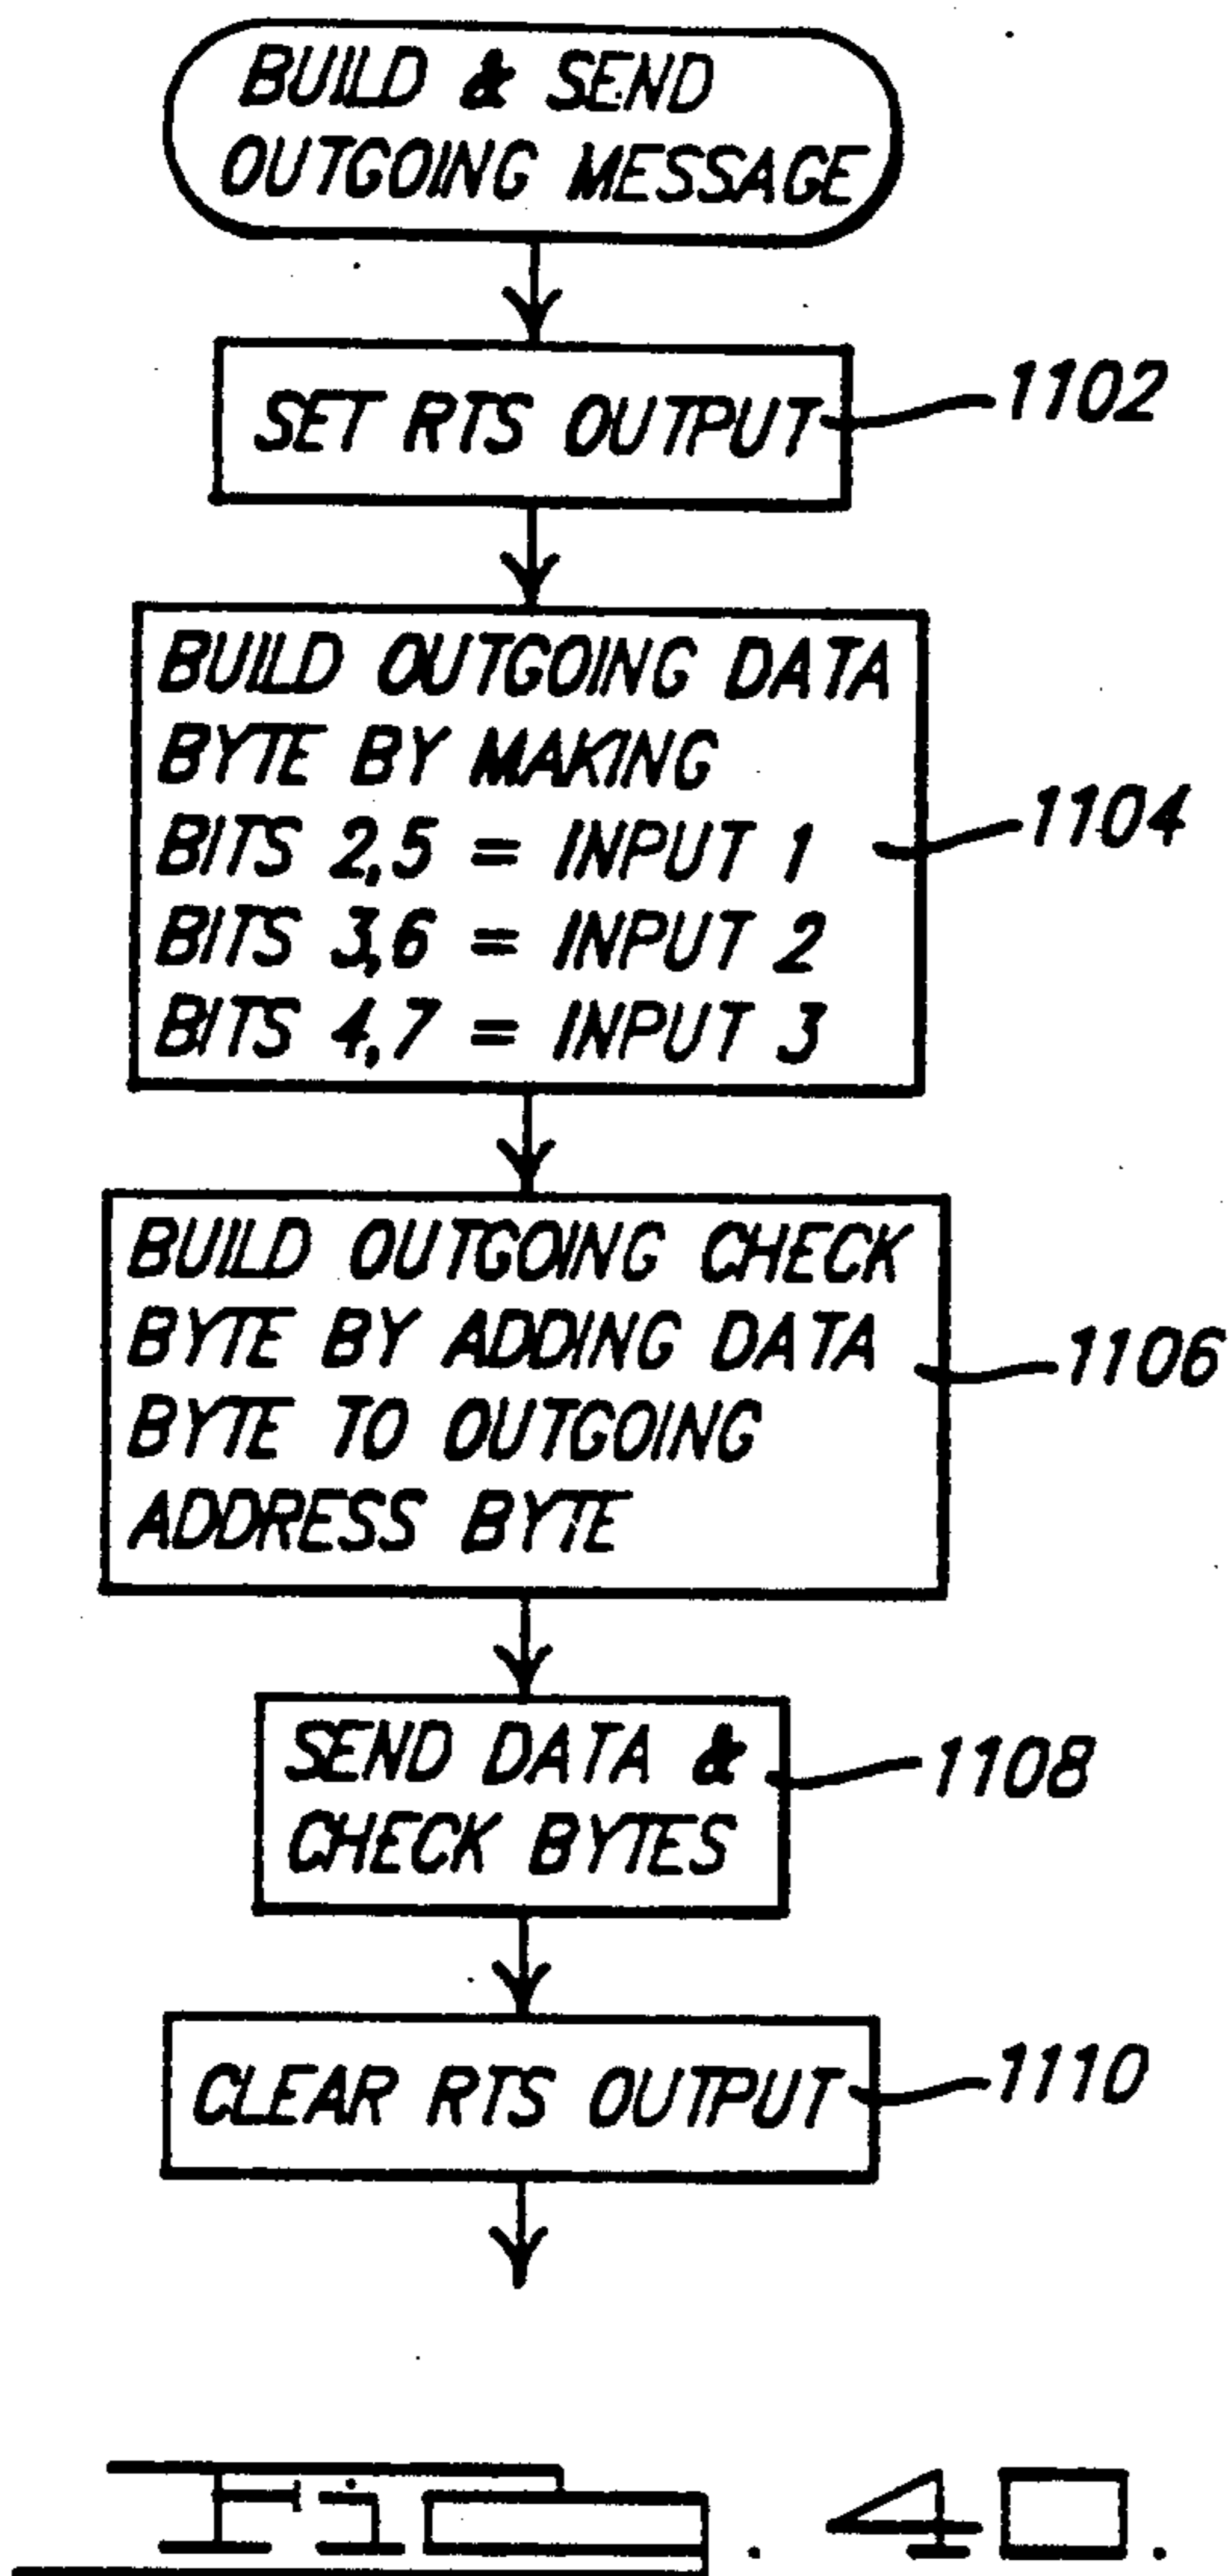 BUILD & SEND
OUTGOING MESSAGE
SET RTS OUTPUT
1102
BUILD OUTGOING DATA
BYTE BY MAKING
BITS 2,5 = INPUT 1
BITS 3,6 = INPUT 2
BITS 4,7 = INPUT 3
1104
BUILD OUTGOING CHECK
BYTE BY ADDING DATA
BYTE TO OUTGOING
ADDRESS BYTE
1106
SEND DATA &
CHECK BYTES
1108
CLEAR RTS OUTPUT
1110
Fig. 40.